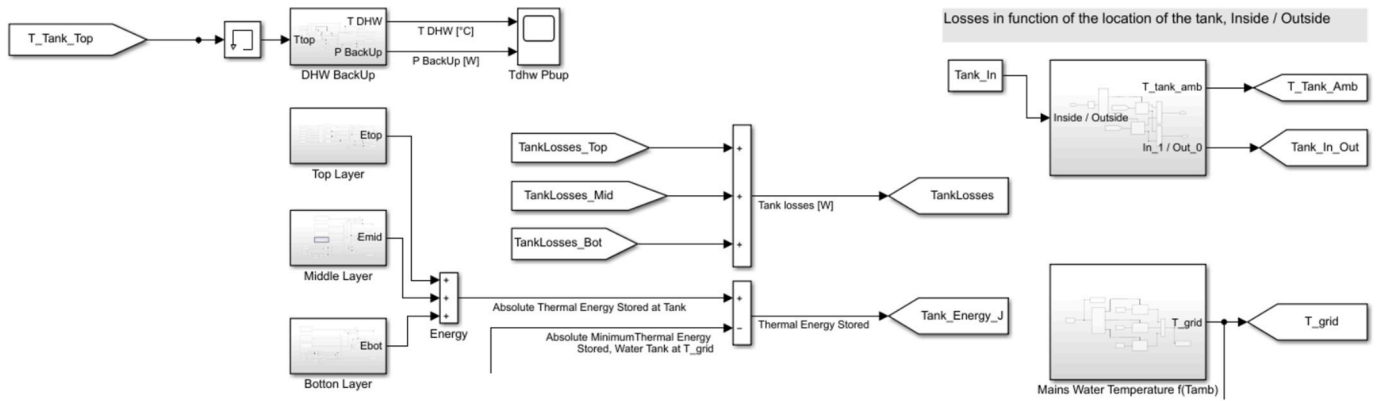 T_Tank_Top
Ttop
T DHW
P BackUp
DHW BackUp
T DHW [°C]
P BackUp [W]
Tdhw Pbup
Losses in function of the location of the tank, Inside / Outside
Tank_In
Inside / Outside
T_tank_amb
In_1 / Out_0
T_Tank_Amb
Tank_In_Out
Etop
Top Layer
Emid
Middle Layer
Ebot
Botton Layer
+
+
+
Energy
TankLosses_Top
TankLosses_Mid
TankLosses_Bot
+
+
+
Tank losses [W]
TankLosses
Absolute Thermal Energy Stored at Tank
Absolute MinimumThermal Energy
Stored, Water Tank at T_grid
+
−
Thermal Energy Stored
Tank_Energy_J
T_grid
Mains Water Temperature f(Tamb)
T_grid